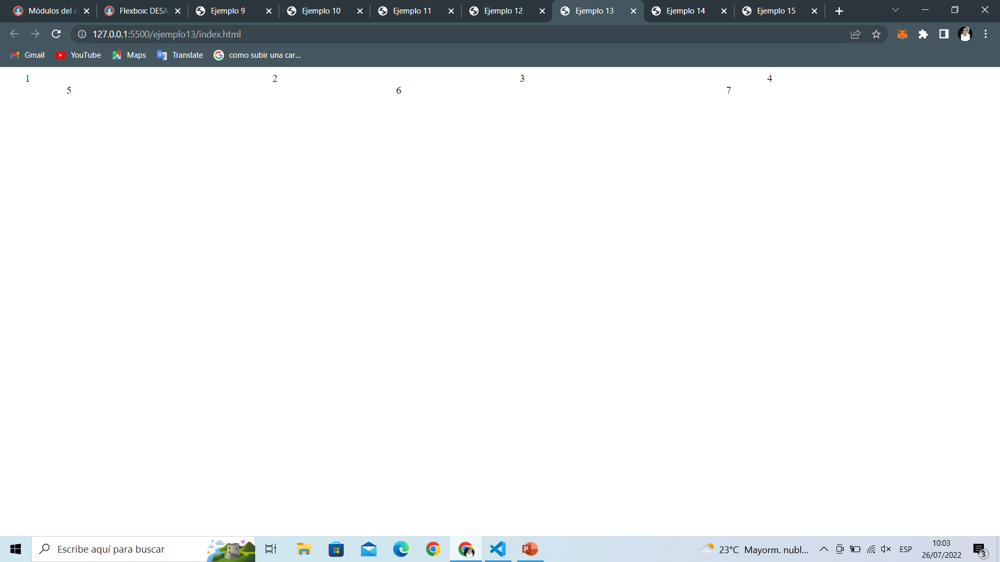 Módulos del c Flexbox: DESA Ejemplo 9 Ejemplo 10 Ejemplo 11 Ejemplo 12 Ejemplo 13 Ejemplo 14 Ejemplo 15
127.0.0.1:5500/ejemplo13/index.html
Gmail YouTube Maps Translate como subir una car...
1 2 3 4
5 6 7
Escribe aquí para buscar 23°C Mayorm. nubl... ESP 10:03
26/07/2022 3